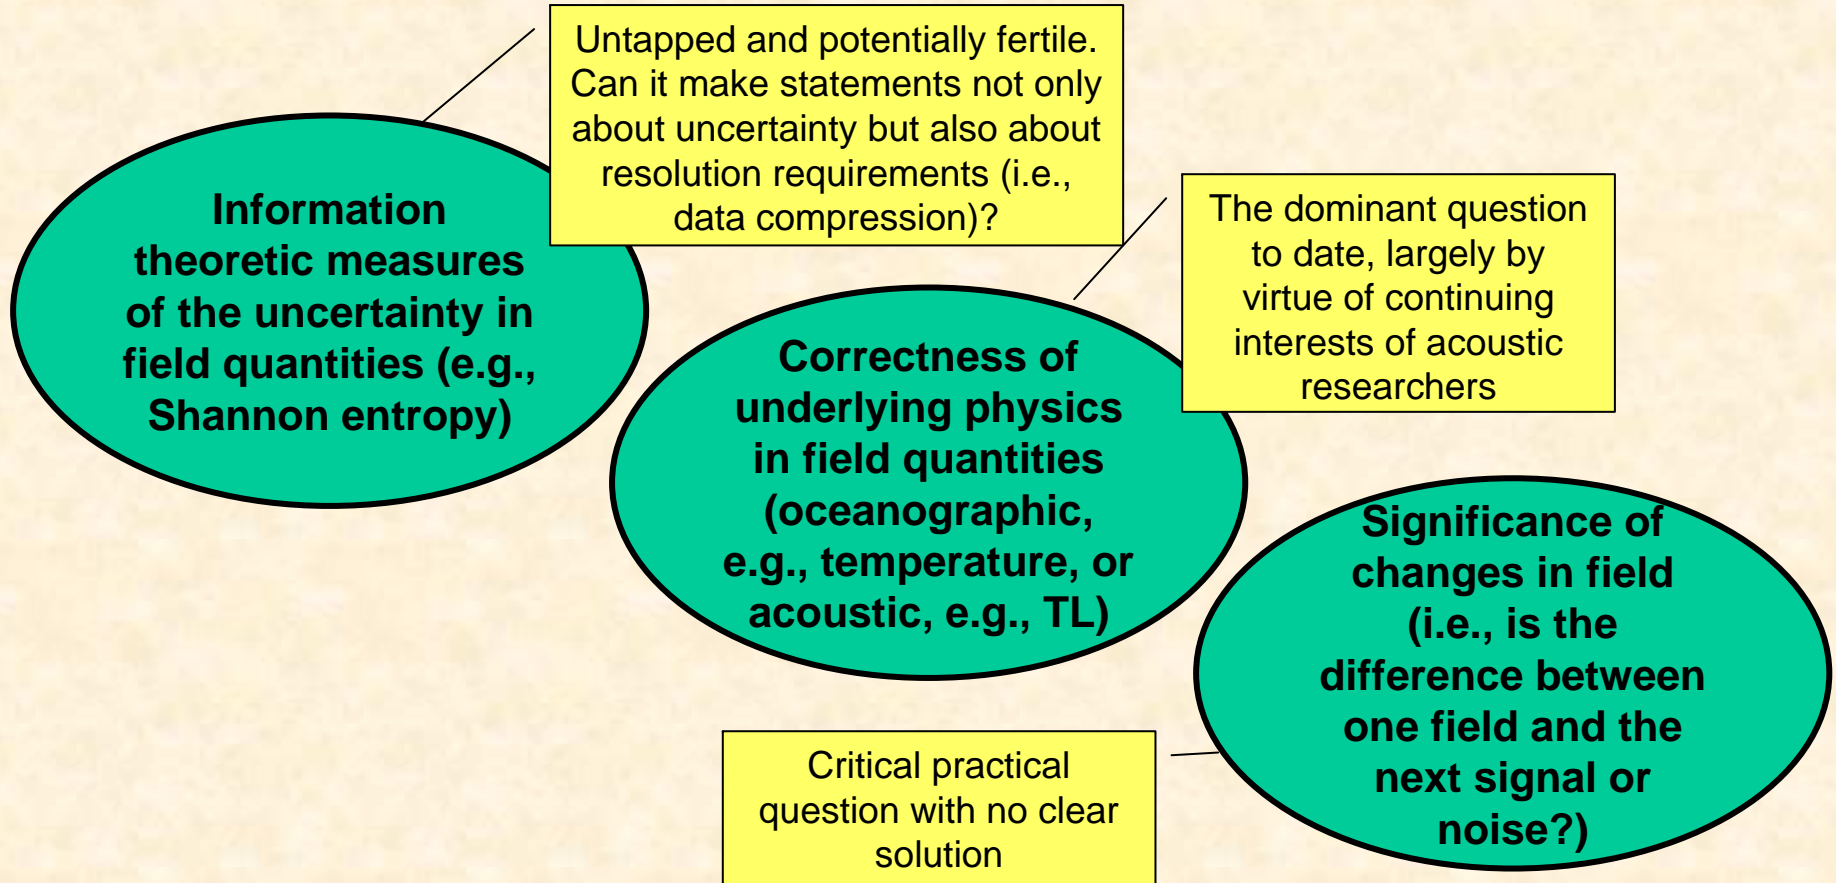 Untapped and potentially fertile.
Can it make statements not only
about uncertainty but also about
resolution requirements (i.e.,
data compression)?
Information
theoretic measures
of the uncertainty in
field quantities (e.g.,
Shannon entropy)
The dominant question
to date, largely by
virtue of continuing
interests of acoustic
researchers
Correctness of
underlying physics
in field quantities
(oceanographic,
e.g., temperature, or
acoustic, e.g., TL)
Significance of
changes in field
(i.e., is the
difference between
one field and the
next signal or
noise?)
Critical practical
question with no clear
solution